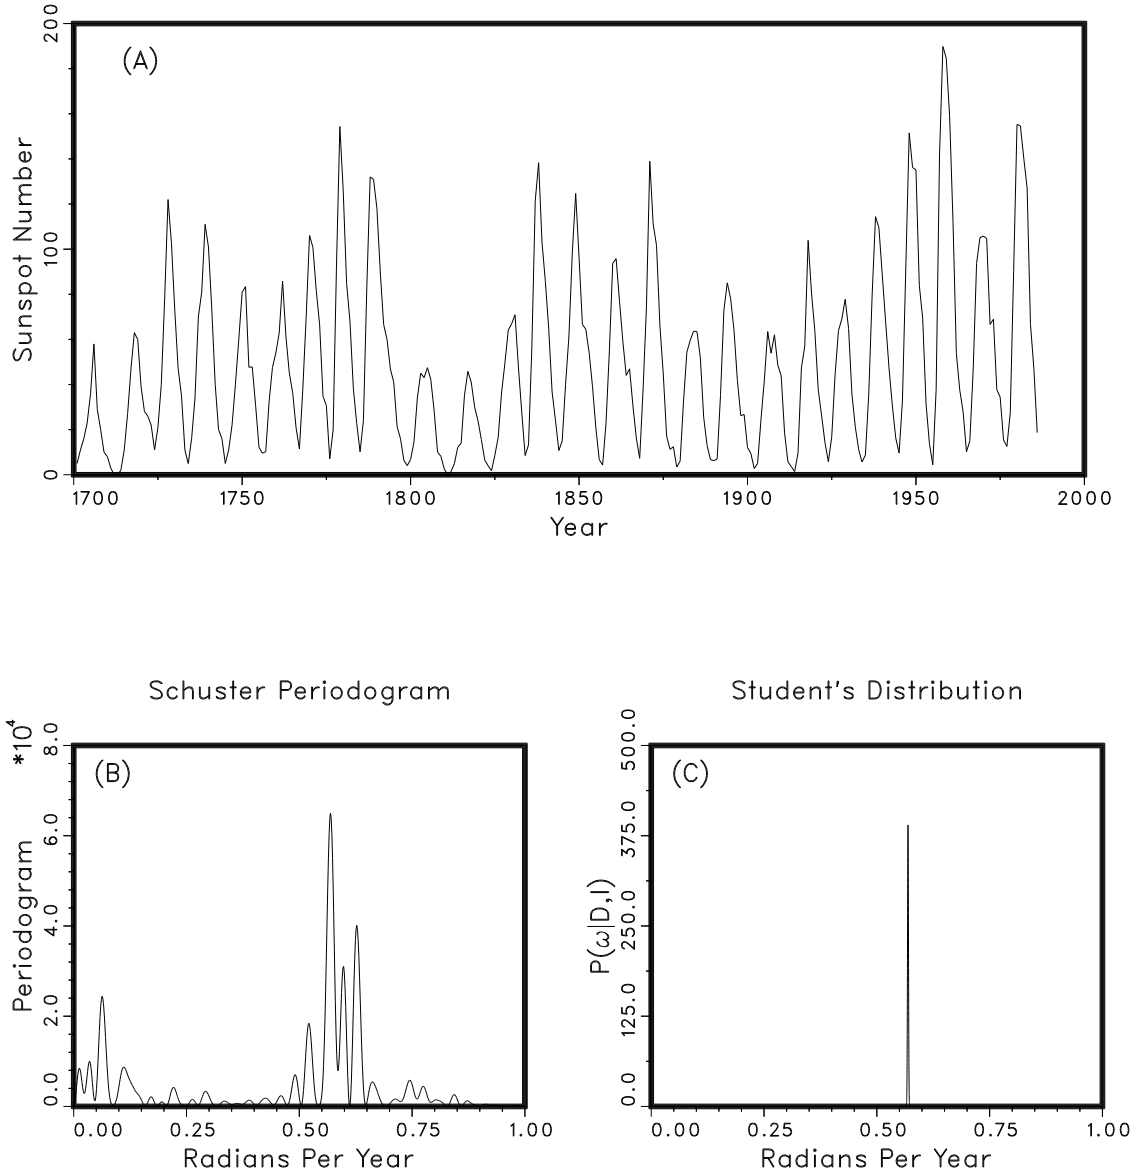 (A)
Sunspot Number
200
100
0
1700 1750 1800 1850 1900 1950 2000
Year
Schuster Periodogram
(B)
Periodogram
*10⁴
8.0
6.0
4.0
2.0
0.0
0.00 0.25 0.50 0.75 1.00
Radians Per Year
Student's Distribution
(C)
P(ω|D,I)
500.0
375.0
250.0
125.0
0.0
0.00 0.25 0.50 0.75 1.00
Radians Per Year